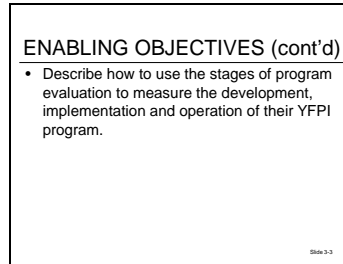 ENABLING OBJECTIVES (cont'd)
• Describe how to use the stages of program
evaluation to measure the development,
implementation and operation of their YFPI
program.
Slide 3-3